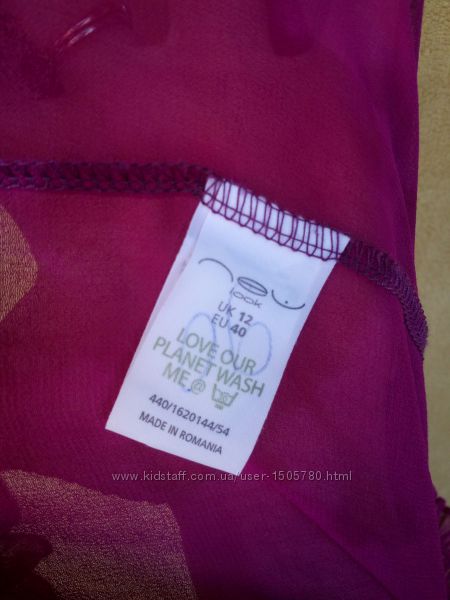 new
look
UK 12
EU 40
LOVE OUR
PLANET WASH
ME @
440/1620144/54
MADE IN ROMANIA
www.kidstaff.com.ua/user-1505780.html